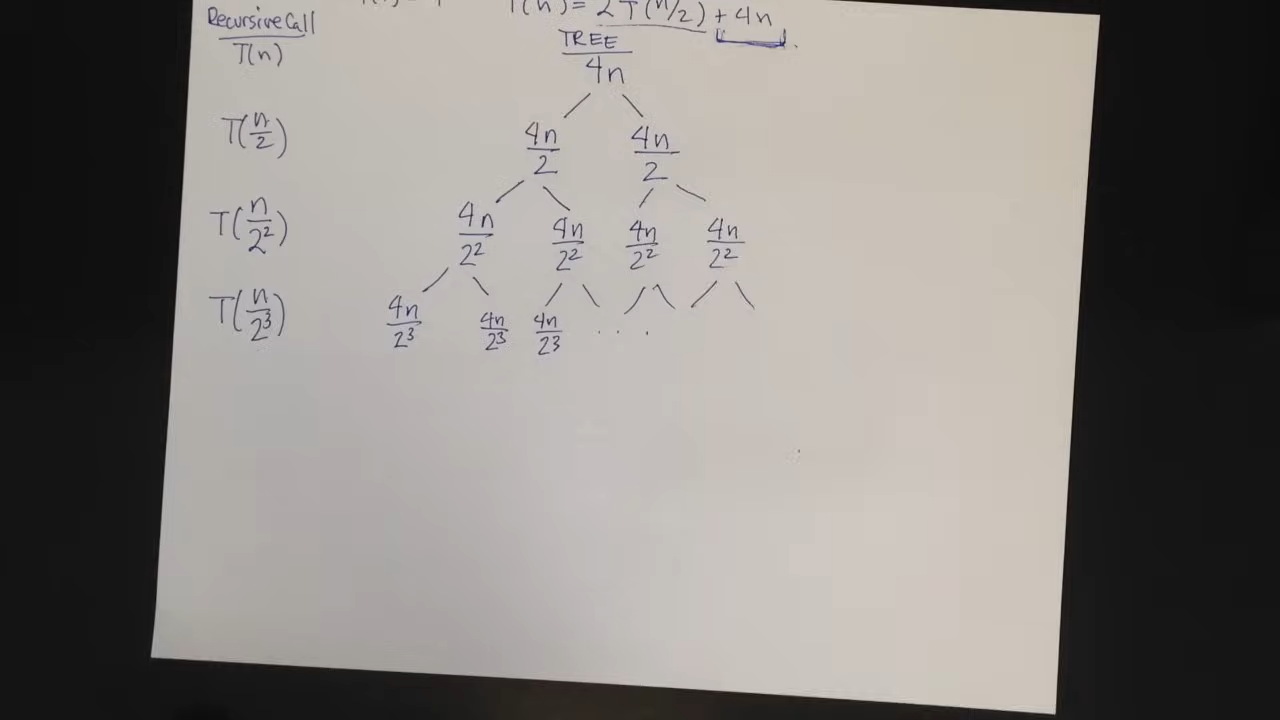 T(n) = 2T(n/2) + 4n
Recursive Call
TREE
T(n)
4n
T(n/2)
4n/2 4n/2
T(n/2²)
4n/2² 4n/2² 4n/2² 4n/2²
T(n/2³)
4n/2³ 4n/2³ 4n/2³ . . .